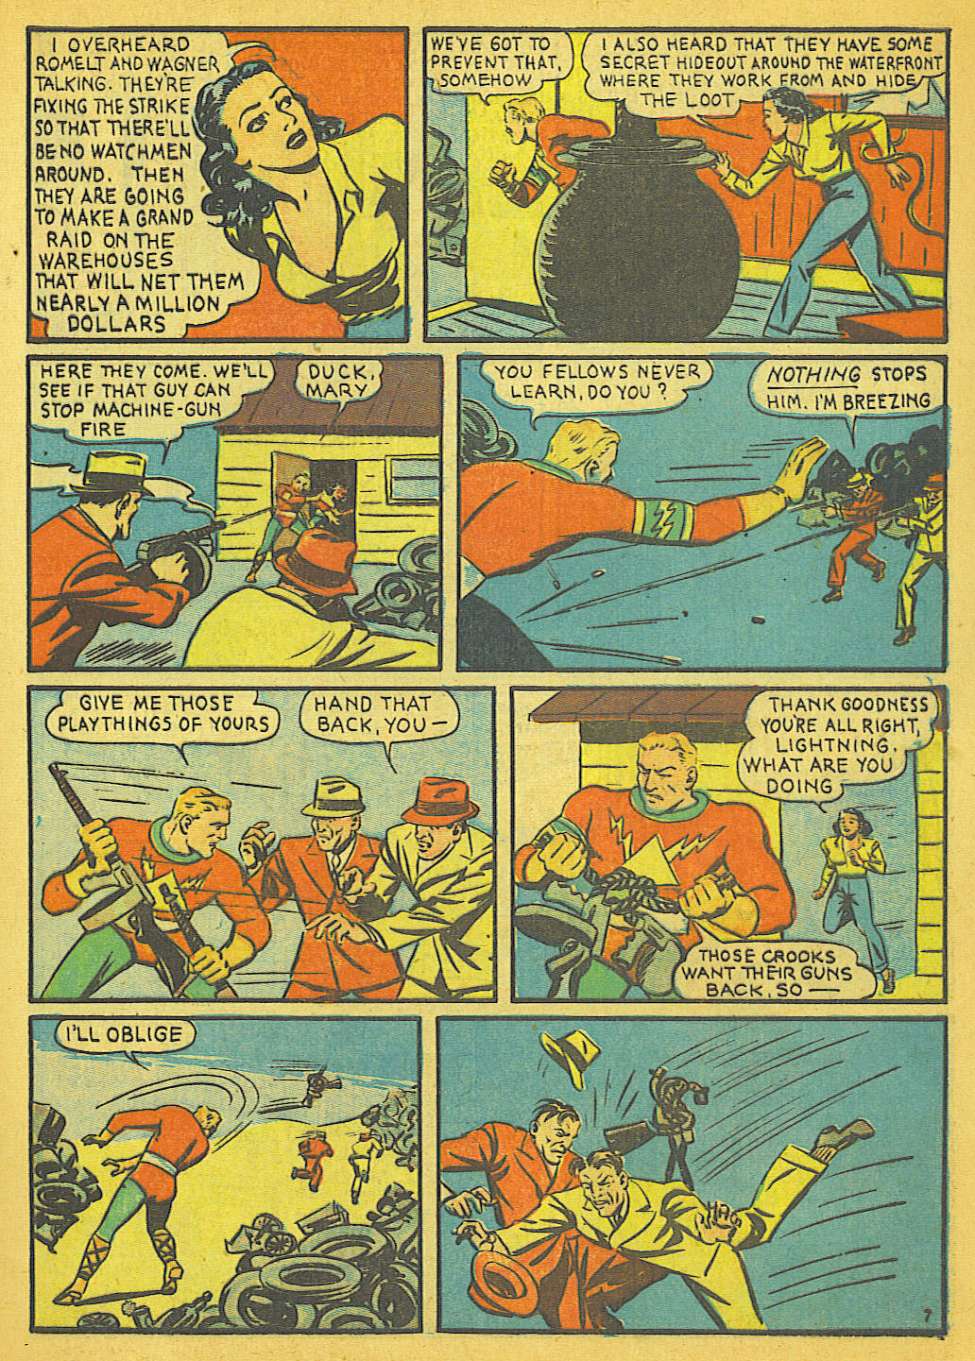 I OVERHEARD
ROMELT AND WAGNER
TALKING. THEY'RE
FIXING THE STRIKE
SO THAT THERE'LL
BE NO WATCHMEN
AROUND. THEN
THEY ARE GOING
TO MAKE A GRAND
RAID ON THE
WAREHOUSES
THAT WILL NET THEM
NEARLY A MILLION
DOLLARS
WE'VE GOT TO
PREVENT THAT,
SOMEHOW
I ALSO HEARD THAT THEY HAVE SOME
SECRET HIDEOUT AROUND THE WATERFRONT
WHERE THEY WORK FROM AND HIDE
THE LOOT
HERE THEY COME. WE'LL
SEE IF THAT GUY CAN
STOP MACHINE-GUN
FIRE
DUCK,
MARY
YOU FELLOWS NEVER
LEARN, DO YOU?
NOTHING STOPS
HIM. I'M BREEZING
GIVE ME THOSE
PLAYTHINGS OF YOURS
HAND THAT
BACK, YOU —
THANK GOODNESS
YOU'RE ALL RIGHT,
LIGHTNING.
WHAT ARE YOU
DOING
THOSE CROOKS
WANT THEIR GUNS
BACK, SO —
I'LL OBLIGE
7